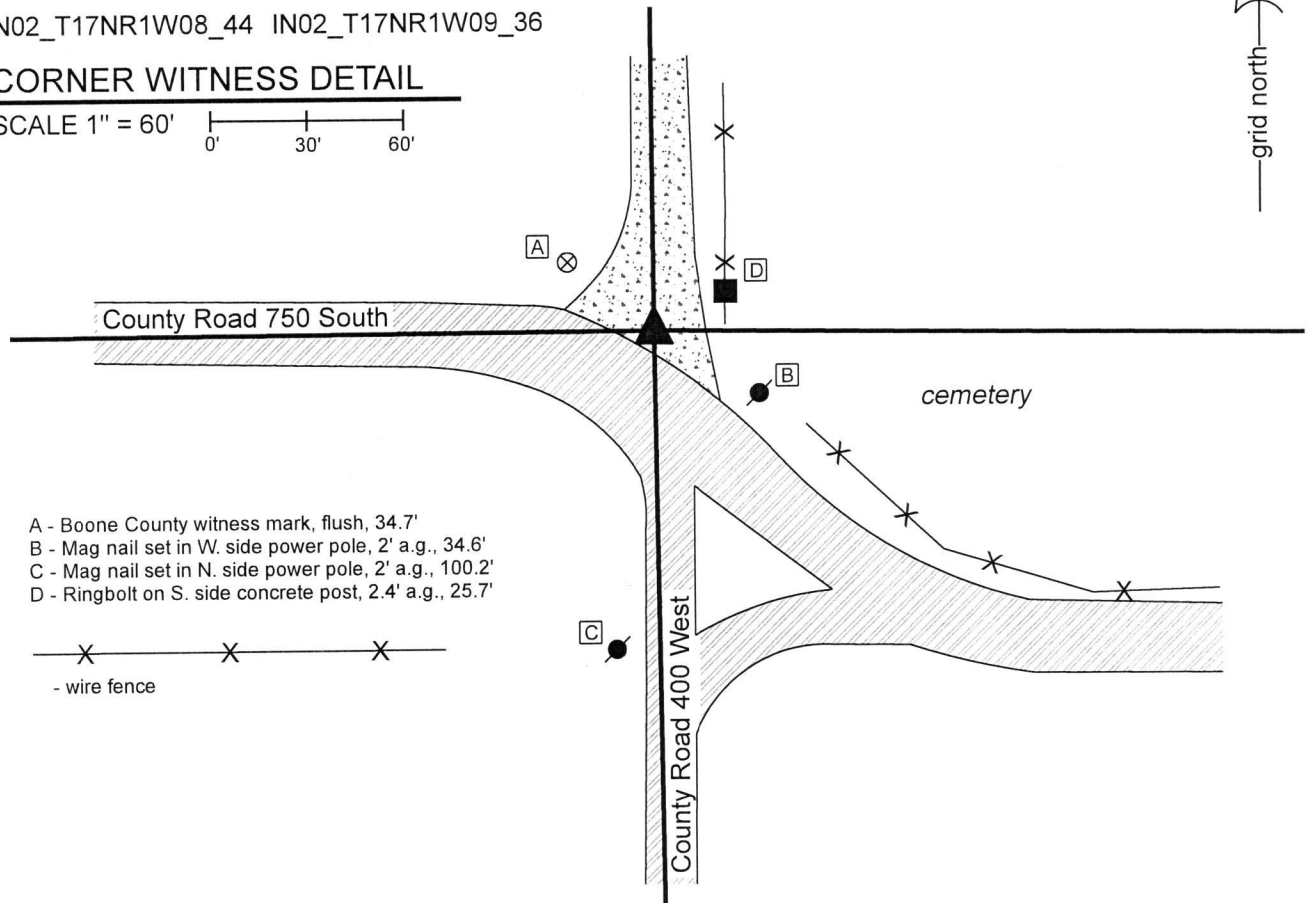 N02_T17NR1W08_44 IN02_T17NR1W09_36
CORNER WITNESS DETAIL
SCALE 1" = 60'
0' 30' 60'
grid north
A
D
County Road 750 South
B
cemetery
A - Boone County witness mark, flush, 34.7'
B - Mag nail set in W. side power pole, 2' a.g., 34.6'
C - Mag nail set in N. side power pole, 2' a.g., 100.2'
D - Ringbolt on S. side concrete post, 2.4' a.g., 25.7'
C
County Road 400 West
- wire fence